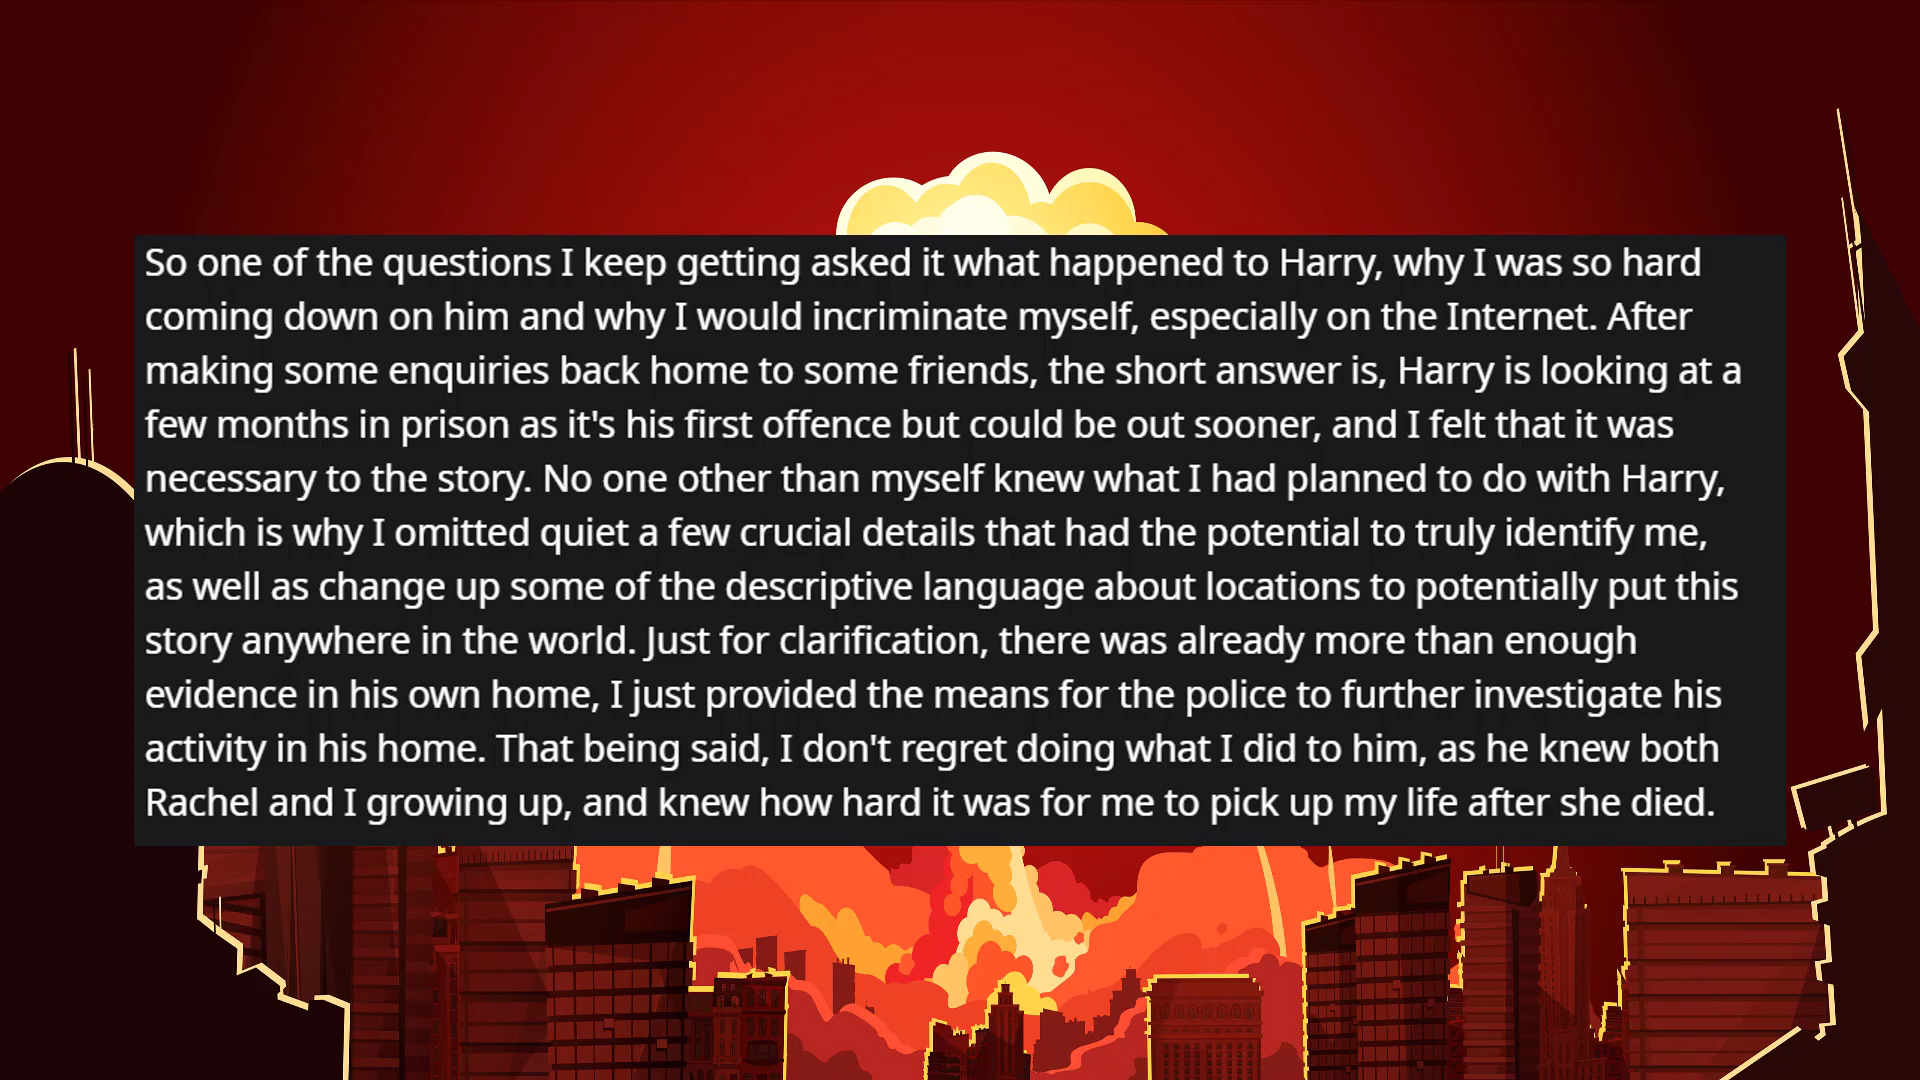 So one of the questions I keep getting asked it what happened to Harry, why I was so hard
coming down on him and why I would incriminate myself, especially on the Internet. After
making some enquiries back home to some friends, the short answer is, Harry is looking at a
few months in prison as it's his first offence but could be out sooner, and I felt that it was
necessary to the story. No one other than myself knew what I had planned to do with Harry,
which is why I omitted quiet a few crucial details that had the potential to truly identify me,
as well as change up some of the descriptive language about locations to potentially put this
story anywhere in the world. Just for clarification, there was already more than enough
evidence in his own home, I just provided the means for the police to further investigate his
activity in his home. That being said, I don't regret doing what I did to him, as he knew both
Rachel and I growing up, and knew how hard it was for me to pick up my life after she died.